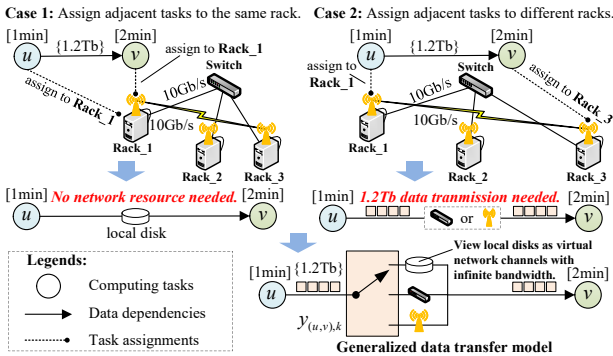 Case 1: Assign adjacent tasks to the same rack.
[1min]
[2min]
u
{1.2Tb}
v
assign to Rack_1
assign to Rack_1
10Gb/s
Switch
10Gb/s
Rack_1
Rack_2
Rack_3
[1min]
No network resource needed.
[2min]
u
local disk
v
Case 2: Assign adjacent tasks to different racks.
[1min]
[2min]
u
{1.2Tb}
v
assign to
Rack_1
Switch
assign to Rack_3
10Gb/s
10Gb/s
Rack_1
Rack_2
Rack_3
[1min]
1.2Tb data tranmission needed.
[2min]
u
or
v
Legends:
Computing tasks
Data dependencies
Task assignments
[1min]
{1.2Tb}
View local disks as virtual
network channels with
infinite bandwidth.
[2min]
u
v
y(u,v),k
Generalized data transfer model